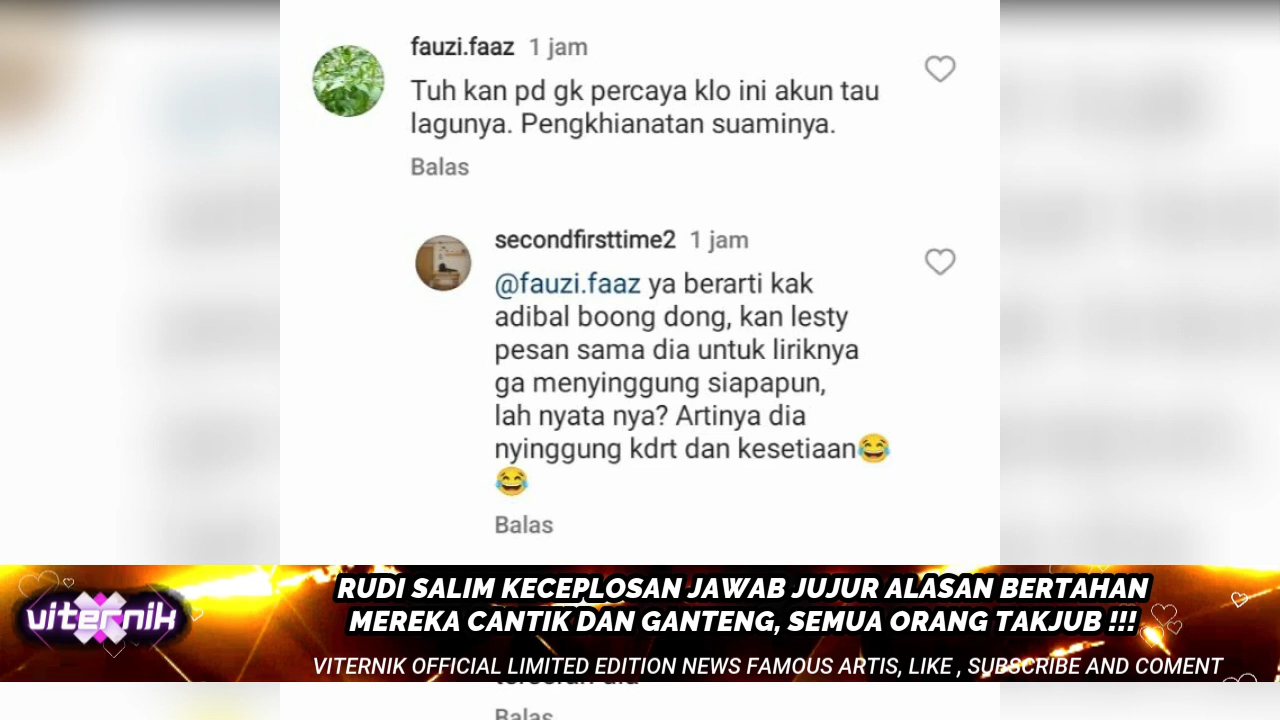 fauzi.faaz 1 jam
Tuh kan pd gk percaya klo ini akun tau
lagunya. Pengkhianatan suaminya.
Balas
secondfirsttime2 1 jam
@fauzi.faaz ya berarti kak
adibal boong dong, kan lesty
pesan sama dia untuk liriknya
ga menyinggung siapapun,
lah nyata nya? Artinya dia
nyinggung kdrt dan kesetiaan😂
😂
Balas
viternik
RUDI SALIM KECEPLOSAN JAWAB JUJUR ALASAN BERTAHAN
MEREKA CANTIK DAN GANTENG, SEMUA ORANG TAKJUB !!!
VITERNIK OFFICIAL LIMITED EDITION NEWS FAMOUS ARTIS, LIKE , SUBSCRIBE AND COMENT
Balas